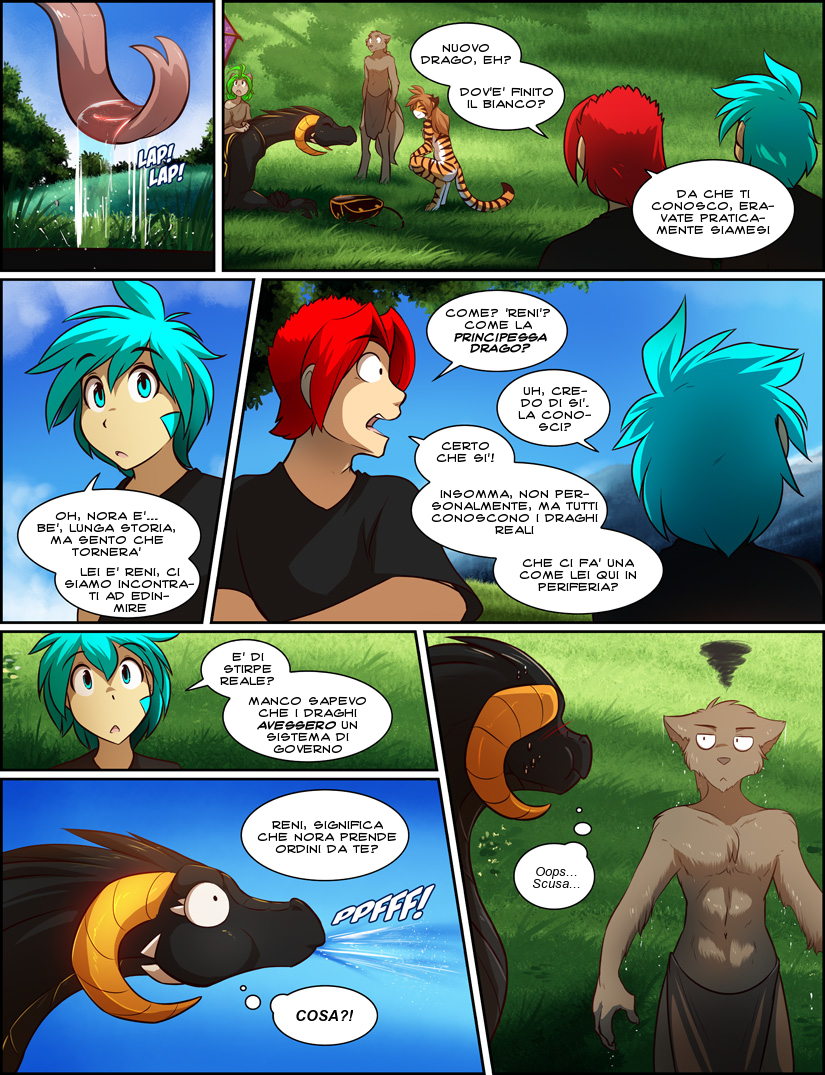 LAP!
LAP!
NUOVO
DRAGO, EH?
DOV'E' FINITO
IL BIANCO?
DA CHE TI
CONOSCO, ERA-
VATE PRATICA-
MENTE SIAMESI
OH, NORA E'...
BE', LUNGA STORIA,
MA SENTO CHE
TORNERA'
LEI E' RENI, CI
SIAMO INCONTRA-
TI AD EDIN-
MIRE
COME? 'RENI'?
COME LA
PRINCIPESSA
DRAGO?
UH, CRE-
DO DI SI'.
LA CONO-
SCI?
CERTO
CHE SI'!
INSOMMA, NON PER-
SONALMENTE, MA TUTTI
CONOSCONO I DRAGHI
REALI
CHE CI FA' UNA
COME LEI QUI IN
PERIFERIA?
E' DI
STIRPE
REALE?
MANCO SAPEVO
CHE I DRAGHI
AVESSERO UN
SISTEMA DI
GOVERNO
RENI, SIGNIFICA
CHE NORA PRENDE
ORDINI DA TE?
PPFFF!
COSA?!
Oops...
Scusa...